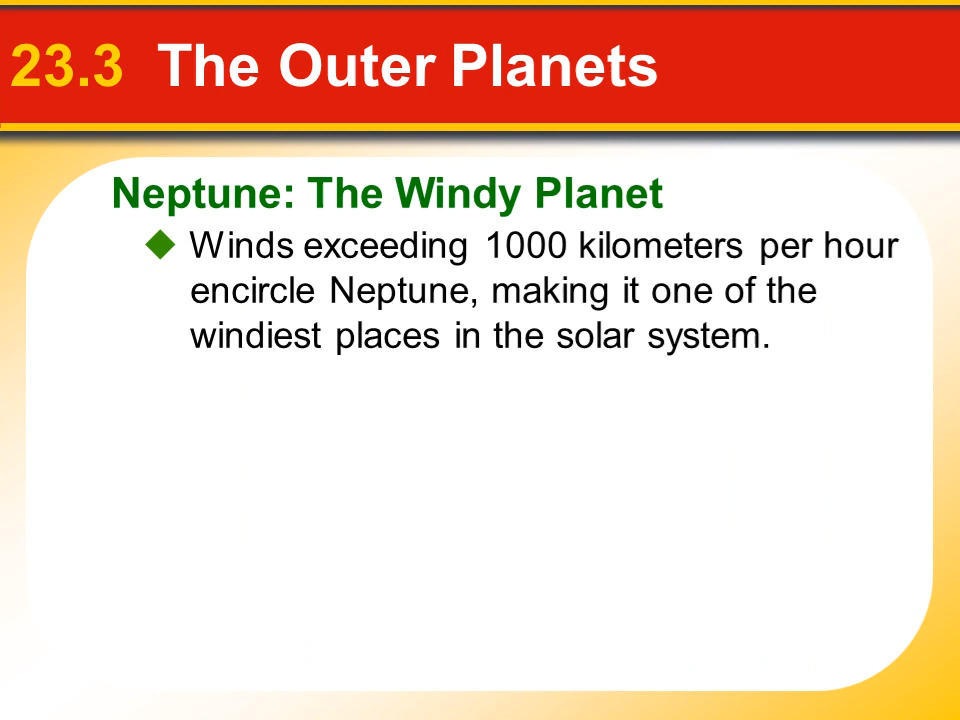 23.3 The Outer Planets
Neptune: The Windy Planet
Winds exceeding 1000 kilometers per hour
encircle Neptune, making it one of the
windiest places in the solar system.